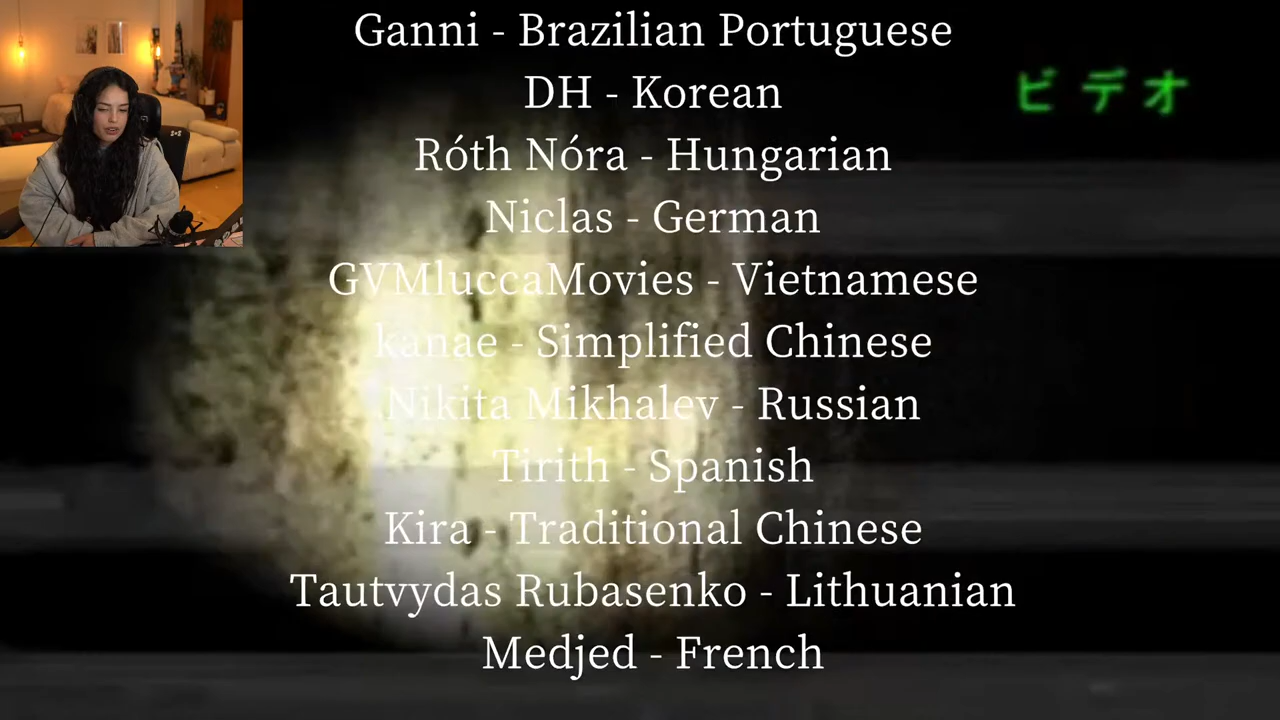 Ganni - Brazilian Portuguese
ビデオ
DH - Korean
Róth Nóra - Hungarian
Niclas - German
GVMluccaMovies - Vietnamese
kanae - Simplified Chinese
Nikita Mikhalev - Russian
Tirith - Spanish
Kira - Traditional Chinese
Tautvydas Rubasenko - Lithuanian
Medjed - French